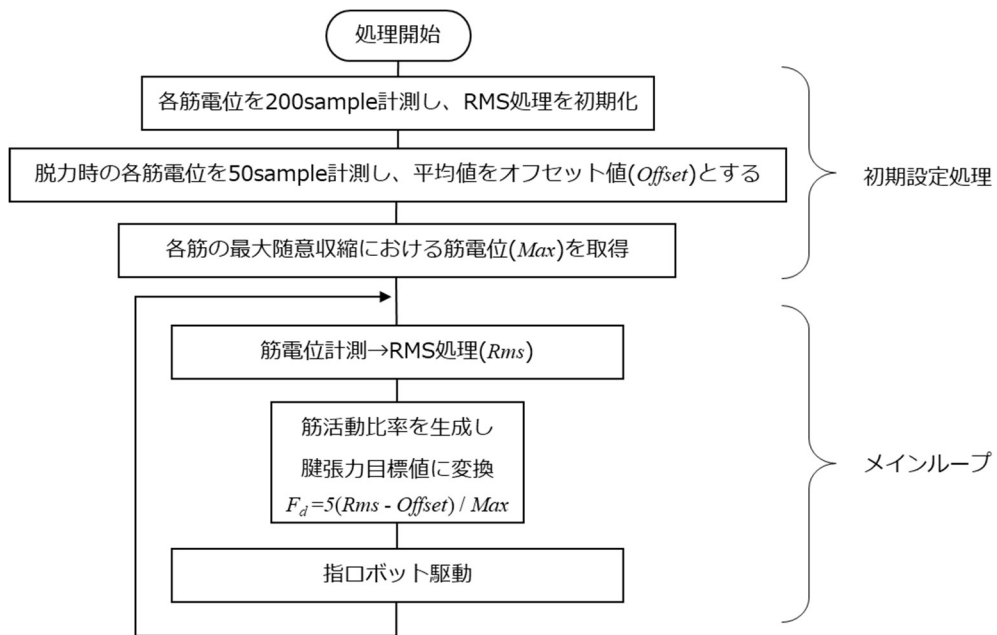 処理開始
各筋電位を200sample計測し、RMS処理を初期化
脱力時の各筋電位を50sample計測し、平均値をオフセット値(Offset)とする
初期設定処理
各筋の最大随意収縮における筋電位(Max)を取得
筋電位計測→RMS処理(Rms)
筋活動比率を生成し
腱張力目標値に変換
Fd=5(Rms - Offset) / Max
メインループ
指ロボット駆動